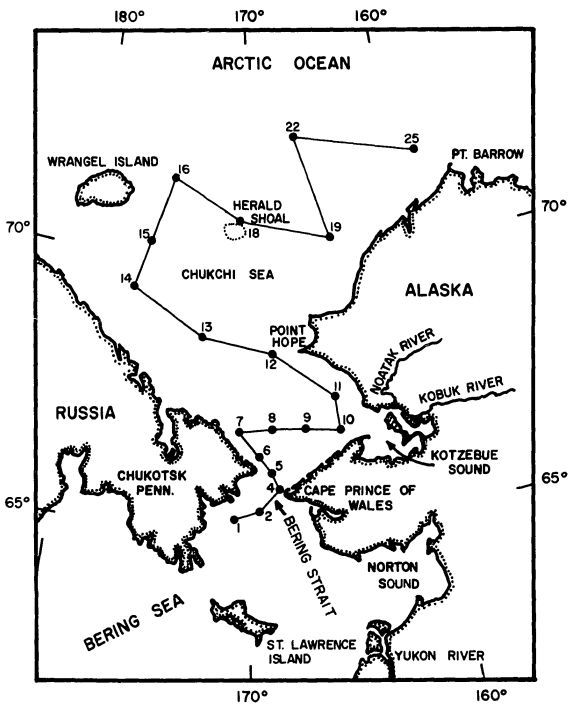 180°
170°
160°
ARCTIC OCEAN
22
25
PT. BARROW
WRANGEL ISLAND
16
HERALD
SHOAL
18
19
70°
70°
15
CHUKCHI SEA
14
ALASKA
13
POINT
HOPE
12
NOATAK RIVER
11
KOBUK RIVER
RUSSIA
7
8
9
10
KOTZEBUE
SOUND
6
5
CHUKOTSK
PENN.
4
CAPE PRINCE OF
WALES
65°
65°
1
2
BERING STRAIT
NORTON
SOUND
BERING SEA
ST. LAWRENCE
ISLAND
YUKON RIVER
170°
160°